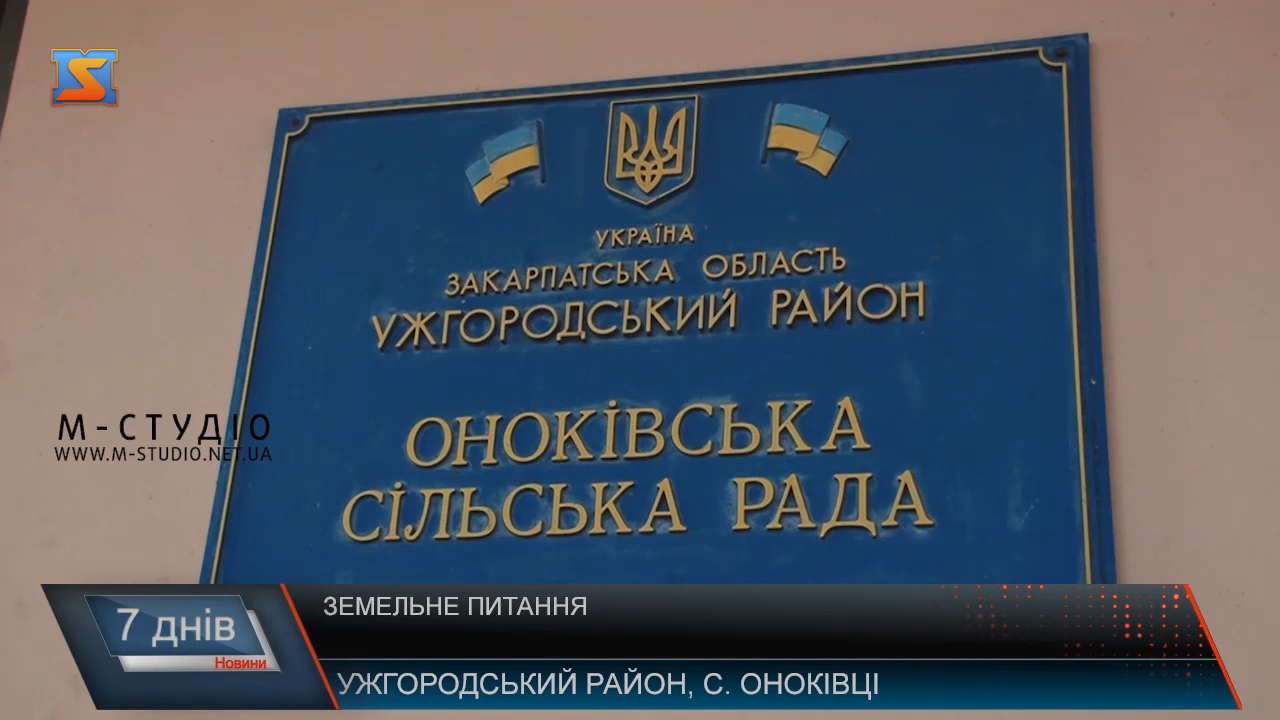 УКРАЇНА
ЗАКАРПАТСЬКА ОБЛАСТЬ
УЖГОРОДСЬКИЙ РАЙОН
ОНОКІВСЬКА
СІЛЬСЬКА РАДА
М-СТУДІО
WWW.M-STUDIO.NET.UA
7 днів
Новини
ЗЕМЕЛЬНЕ ПИТАННЯ
УЖГОРОДСЬКИЙ РАЙОН, С. ОНОКІВЦІ